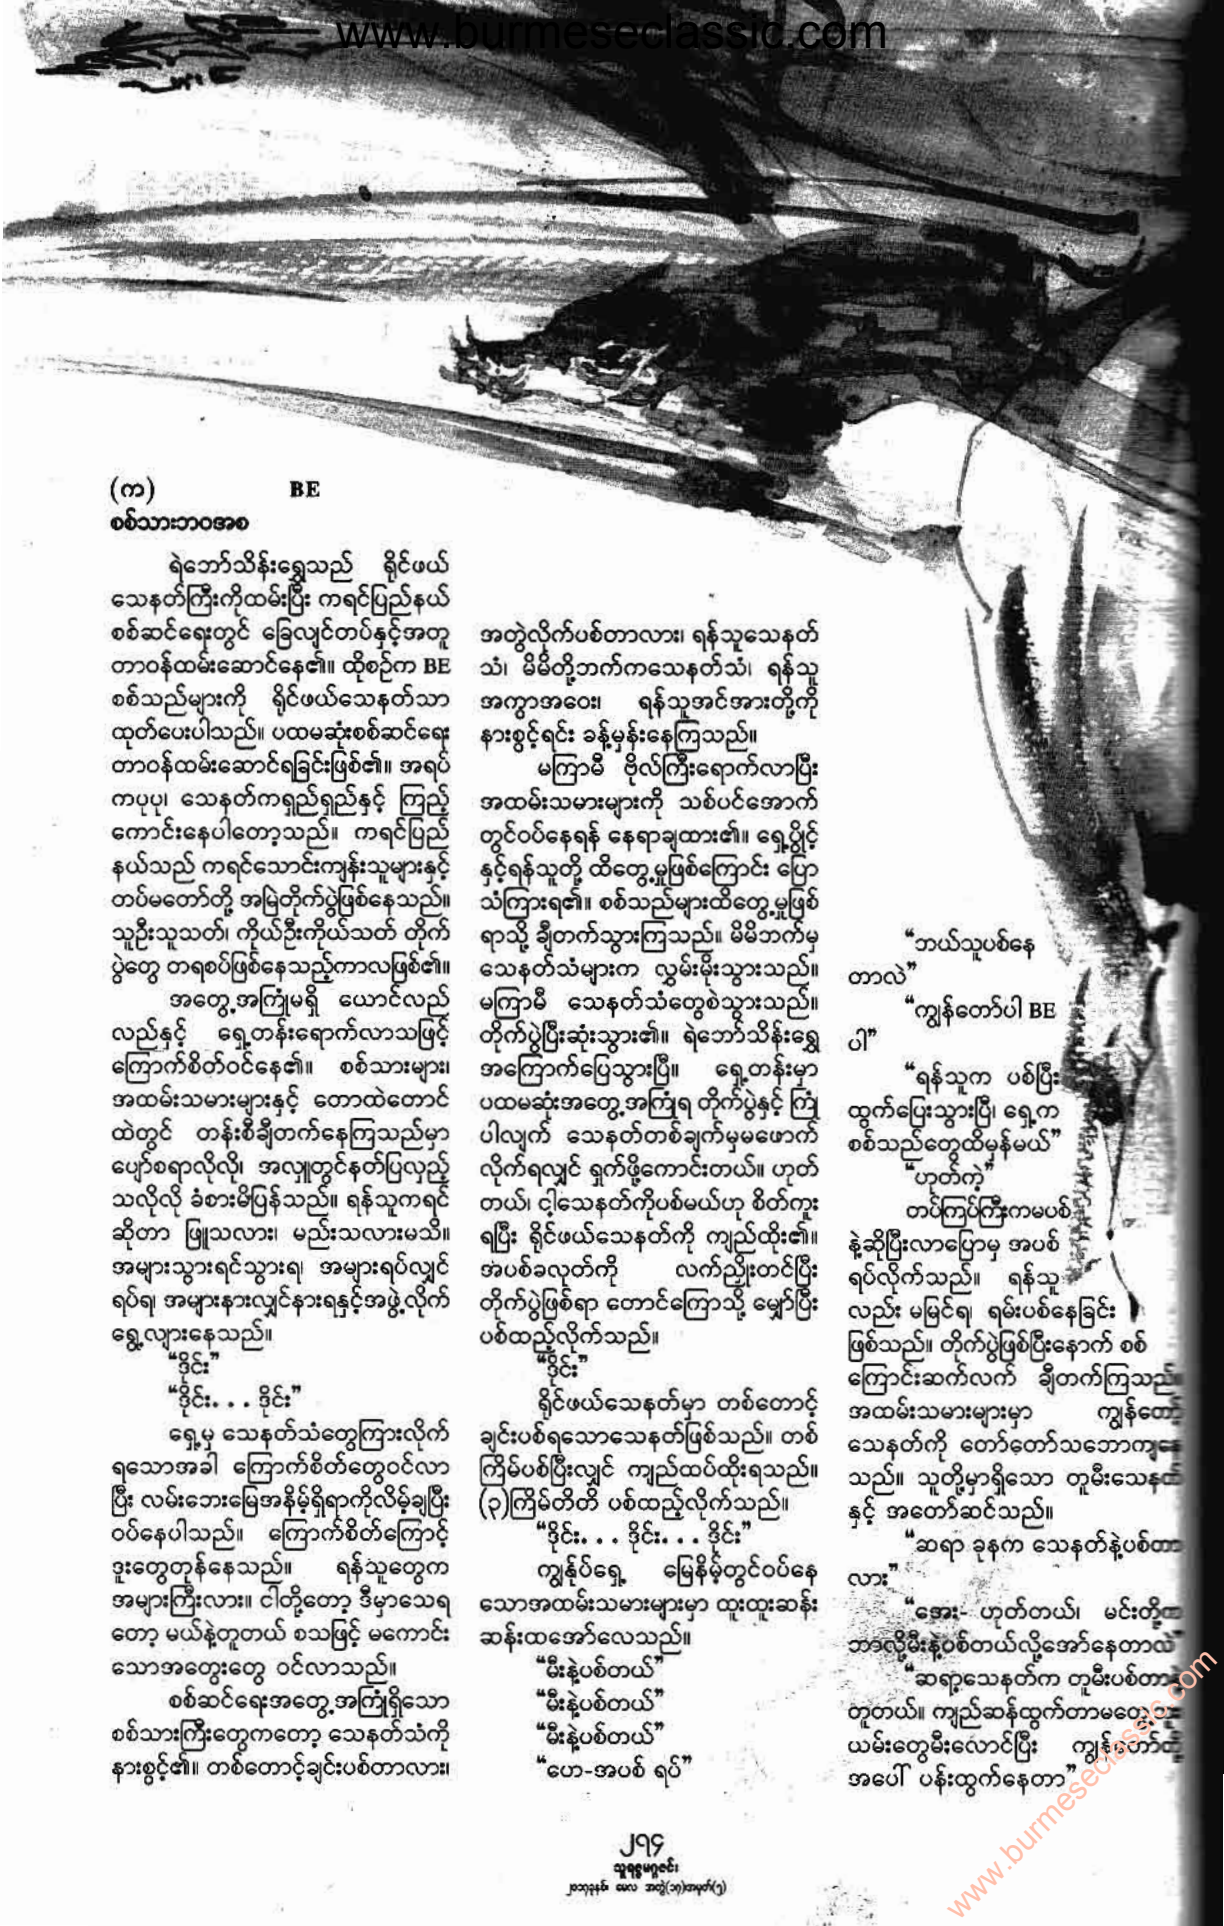 www.burmeseclassic.com
(က) BE
စစ်သားဘဝအစ
ရဲဘော်သိန်းရွှေသည် ရိုင်ဖယ်
သေနတ်ကြီးကိုထမ်းပြီး ကရင်ပြည်နယ်
စစ်ဆင်ရေးတွင် ခြေလျင်တပ်နှင့်အတူ
တာဝန်ထမ်းဆောင်နေ၏။ ထိုစဉ်က BE
စစ်သည်များကို ရိုင်ဖယ်သေနတ်သာ
ထုတ်ပေးပါသည်။ ပထမဆုံးစစ်ဆင်ရေး
တာဝန်ထမ်းဆောင်ရခြင်းဖြစ်၏။ အရပ်
ကပုပု၊ သေနတ်ကရှည်ရှည်နှင့် ကြည့်
ကောင်းနေပါတော့သည်။ ကရင်ပြည်
နယ်သည် ကရင်သောင်းကျန်းသူများနှင့်
တပ်မတော်တို့ အမြဲတိုက်ပွဲဖြစ်နေသည်။
သူဦးသူသတ်၊ ကိုယ်ဦးကိုယ်သတ် တိုက်
ပွဲတွေ တရစပ်ဖြစ်နေသည့်ကာလဖြစ်၏။
အတွေ့အကြုံမရှိ ယောင်လည်
လည်နှင့် ရှေ့တန်းရောက်လာသဖြင့်
ကြောက်စိတ်ဝင်နေ၏။ စစ်သားများ၊
အထမ်းသမားများနှင့် တောထဲတောင်
ထဲတွင် တန်းစီချီတက်နေကြသည်မှာ
ပျော်စရာလိုလို၊ အလှူတွင်နတ်ပြလှည့်
သလိုလို ခံစားမိပြန်သည်။ ရန်သူကရင်
ဆိုတာ ဖြူသလား၊ မည်းသလားမသိ။
အများသွားရင်သွားရ၊ အများရပ်လျှင်
ရပ်ရ၊ အများနားလျှင်နားရနှင့်အဖွဲ့လိုက်
ရွေ့လျားနေသည်။
“ဒိုင်း”
“ဒိုင်း. . . ဒိုင်း”
ရှေ့မှ သေနတ်သံတွေကြားလိုက်
ရသောအခါ ကြောက်စိတ်တွေဝင်လာ
ပြီး လမ်းဘေးမြေအနိမ့်ရှိရာကိုလိမ့်ချပြီး
ဝပ်နေပါသည်။ ကြောက်စိတ်ကြောင့်
ဒူးတွေတုန်နေသည်။ ရန်သူတွေက
အများကြီးလား။ ငါတို့တော့ ဒီမှာသေရ
တော့ မယ်နဲ့တူတယ် စသဖြင့် မကောင်း
သောအတွေးတွေ ဝင်လာသည်။
စစ်ဆင်ရေးအတွေ့အကြုံရှိသော
စစ်သားကြီးတွေကတော့ သေနတ်သံကို
နားစွင့်၏။ တစ်တောင့်ချင်းပစ်တာလား၊
အတွဲလိုက်ပစ်တာလား၊ ရန်သူသေနတ်
သံ၊ မိမိတို့ဘက်ကသေနတ်သံ၊ ရန်သူ
အကွာအဝေး၊ ရန်သူအင်အားတို့ကို
နားစွင့်ရင်း ခန့်မှန်းနေကြသည်။
မကြာမီ ဗိုလ်ကြီးရောက်လာပြီး
အထမ်းသမားများကို သစ်ပင်အောက်
တွင်ဝပ်နေရန် နေရာချထား၏။ ရှေ့ပွိုင့်
နှင့်ရန်သူတို့ ထိတွေ့မှုဖြစ်ကြောင်း ပြော
သံကြားရ၏။ စစ်သည်များထိတွေ့မှုဖြစ်
ရာသို့ ချီတက်သွားကြသည်။ မိမိဘက်မှ
သေနတ်သံများက လွှမ်းမိုးသွားသည်။
မကြာမီ သေနတ်သံတွေစဲသွားသည်။
တိုက်ပွဲပြီးဆုံးသွား၏။ ရဲဘော်သိန်းရွှေ
အကြောက်ပြေသွားပြီ။ ရှေ့တန်းမှာ
ပထမဆုံးအတွေ့အကြုံရ တိုက်ပွဲနှင့် ကြုံ
ပါလျက် သေနတ်တစ်ချက်မှမဖောက်
လိုက်ရလျှင် ရှက်ဖို့ကောင်းတယ်။ ဟုတ်
တယ်၊ ငါ့သေနတ်ကိုပစ်မယ်ဟု စိတ်ကူး
ရပြီး ရိုင်ဖယ်သေနတ်ကို ကျည်ထိုး၏။
အပစ်ခလုတ်ကို လက်ညှိုးတင်ပြီး
တိုက်ပွဲဖြစ်ရာ တောင်ကြောသို့ မျှော်ပြီး
ပစ်ထည့်လိုက်သည်။
“ဒိုင်း”
ရိုင်ဖယ်သေနတ်မှာ တစ်တောင့်
ချင်းပစ်ရသောသေနတ်ဖြစ်သည်။ တစ်
ကြိမ်ပစ်ပြီးလျှင် ကျည်ထပ်ထိုးရသည်။
(၃)ကြိမ်တိတိ ပစ်ထည့်လိုက်သည်။
“ဒိုင်း. . . ဒိုင်း. . . ဒိုင်း”
ကျွန်ုပ်ရှေ့ မြေနိမ့်တွင်ဝပ်နေ
သောအထမ်းသမားများမှာ ထူးထူးဆန်း
ဆန်းထအော်လေသည်။
“မီးနဲ့ပစ်တယ်”
“မီးနဲ့ပစ်တယ်”
“မီးနဲ့ပစ်တယ်”
“ဟေ-အပစ် ရပ်”
“ဘယ်သူပစ်နေ
တာလဲ”
“ကျွန်တော်ပါ BE
ပါ”
“ရန်သူက ပစ်ပြီး
ထွက်ပြေးသွားပြီ၊ ရှေ့က
စစ်သည်တွေထိမှန်မယ်”
“ဟုတ်ကဲ့”
တပ်ကြပ်ကြီးကမပစ်
နဲ့ဆိုပြီးလာပြောမှ အပစ်
ရပ်လိုက်သည်။ ရန်သူ
လည်း မမြင်ရ၊ ရမ်းပစ်နေခြင်း
ဖြစ်သည်။ တိုက်ပွဲဖြစ်ပြီးနောက် စစ်
ကြောင်းဆက်လက် ချီတက်ကြသည်။
အထမ်းသမားများမှာ ကျွန်တော့်
သေနတ်ကို တော်တော်သဘောကျနေ
သည်။ သူတို့မှာရှိသော တူမီးသေနတ်
နှင့် အတော်ဆင်သည်။
“ဆရာ ခုနက သေနတ်နဲ့ပစ်တာ
လား”
“အေး- ဟုတ်တယ်၊ မင်းတို့က
ဘာလို့မီးနဲ့ပစ်တယ်လို့အော်နေတာလဲ”
“ဆရာ့သေနတ်က တူမီးပစ်တာနဲ့
တူတယ်။ ကျည်ဆန်ထွက်တာမတွေ့ဘူး
ယမ်းတွေမီးလောင်ပြီး ကျွန်တော်တို့
အပေါ် ပန်းထွက်နေတာ”
၂၇၄
သူရဇ္ဇမဂ္ဂဇင်း
www.burmeseclassic.com